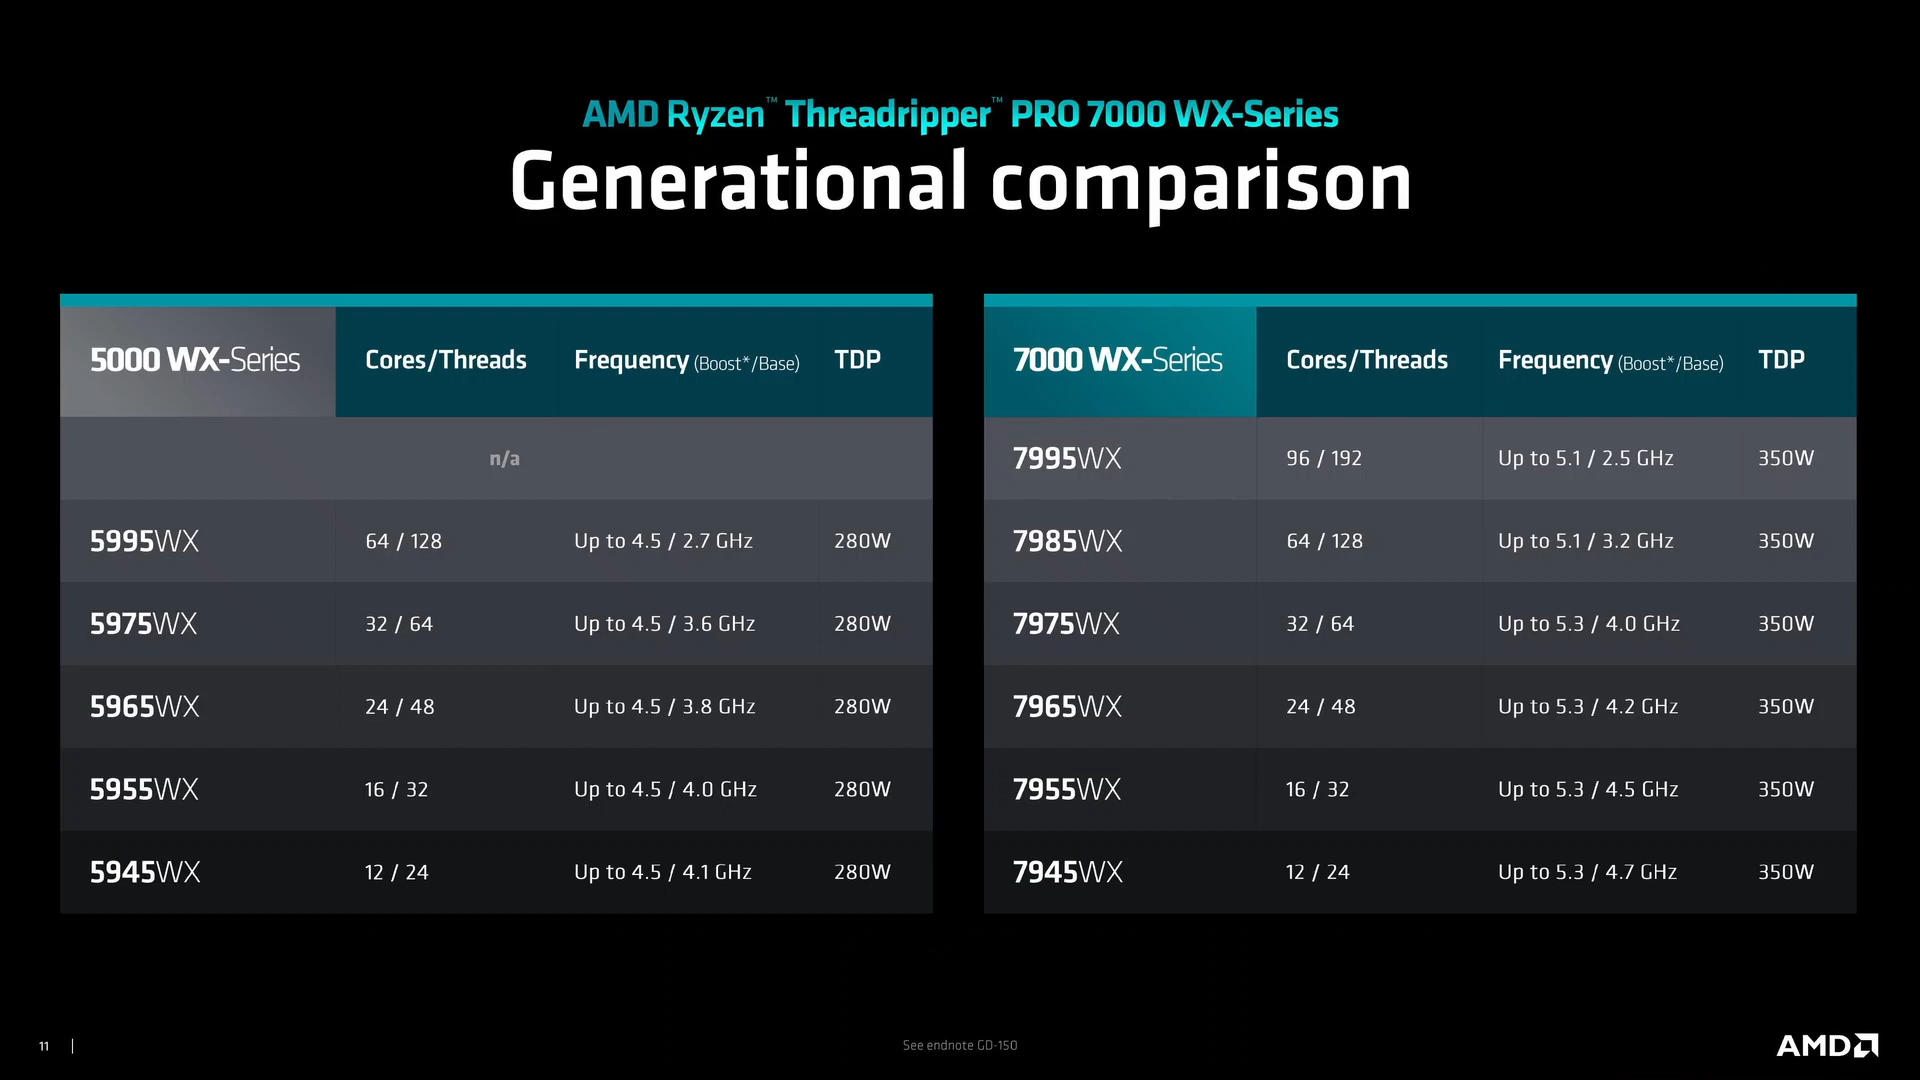 AMD Ryzen™ Threadripper™ PRO 7000 WX-Series
Generational comparison
5000 WX-Series Cores/Threads Frequency (Boost*/Base) TDP
n/a
5995WX 64 / 128 Up to 4.5 / 2.7 GHz 280W
5975WX 32 / 64 Up to 4.5 / 3.6 GHz 280W
5965WX 24 / 48 Up to 4.5 / 3.8 GHz 280W
5955WX 16 / 32 Up to 4.5 / 4.0 GHz 280W
5945WX 12 / 24 Up to 4.5 / 4.1 GHz 280W
7000 WX-Series Cores/Threads Frequency (Boost*/Base) TDP
7995WX 96 / 192 Up to 5.1 / 2.5 GHz 350W
7985WX 64 / 128 Up to 5.1 / 3.2 GHz 350W
7975WX 32 / 64 Up to 5.3 / 4.0 GHz 350W
7965WX 24 / 48 Up to 5.3 / 4.2 GHz 350W
7955WX 16 / 32 Up to 5.3 / 4.5 GHz 350W
7945WX 12 / 24 Up to 5.3 / 4.7 GHz 350W
11 |
See endnote GD-150
AMD